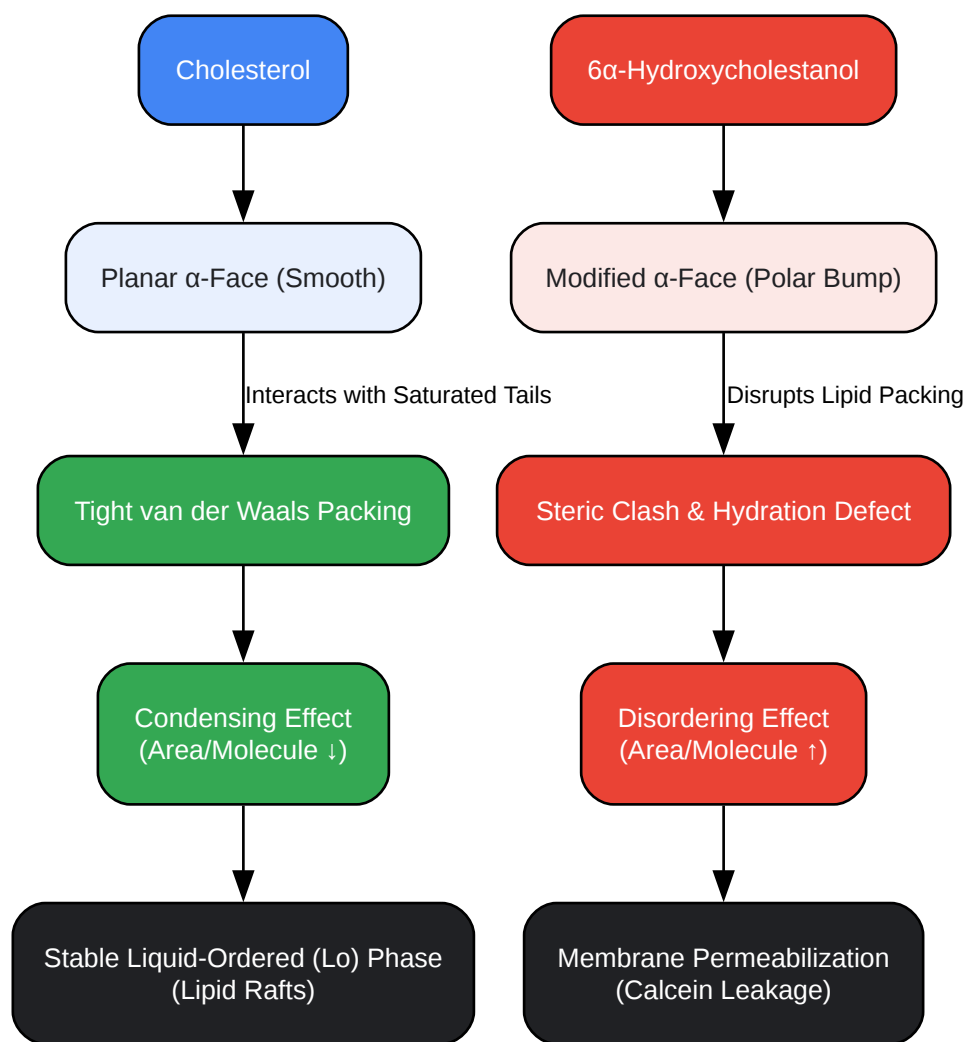 Cholesterol
6α-Hydroxycholestanol
Planar α-Face (Smooth)
Modified α-Face (Polar Bump)
Interacts with Saturated Tails
Disrupts Lipid Packing
Tight van der Waals Packing
Steric Clash & Hydration Defect
Condensing Effect
(Area/Molecule ↓)
Disordering Effect
(Area/Molecule ↑)
Stable Liquid-Ordered (Lo) Phase
(Lipid Rafts)
Membrane Permeabilization
(Calcein Leakage)